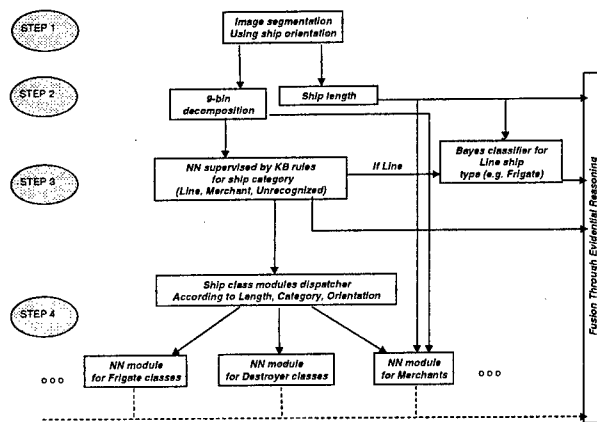 STEP 1
Image segmentation
Using ship orientation
STEP 2
9-bin
decomposition
Ship length
STEP 3
NN supervised by KB rules
for ship category
(Line, Merchant, Unrecognized)
If Line
Bayes classifier for
Line ship
type (e.g. Frigate)
Fusion Through Evidential Reasoning
Ship class modules dispatcher
According to Length, Category, Orientation
STEP 4
NN module
for Frigate classes
NN module
for Destroyer classes
NN module
for Merchants
o o o
o o o